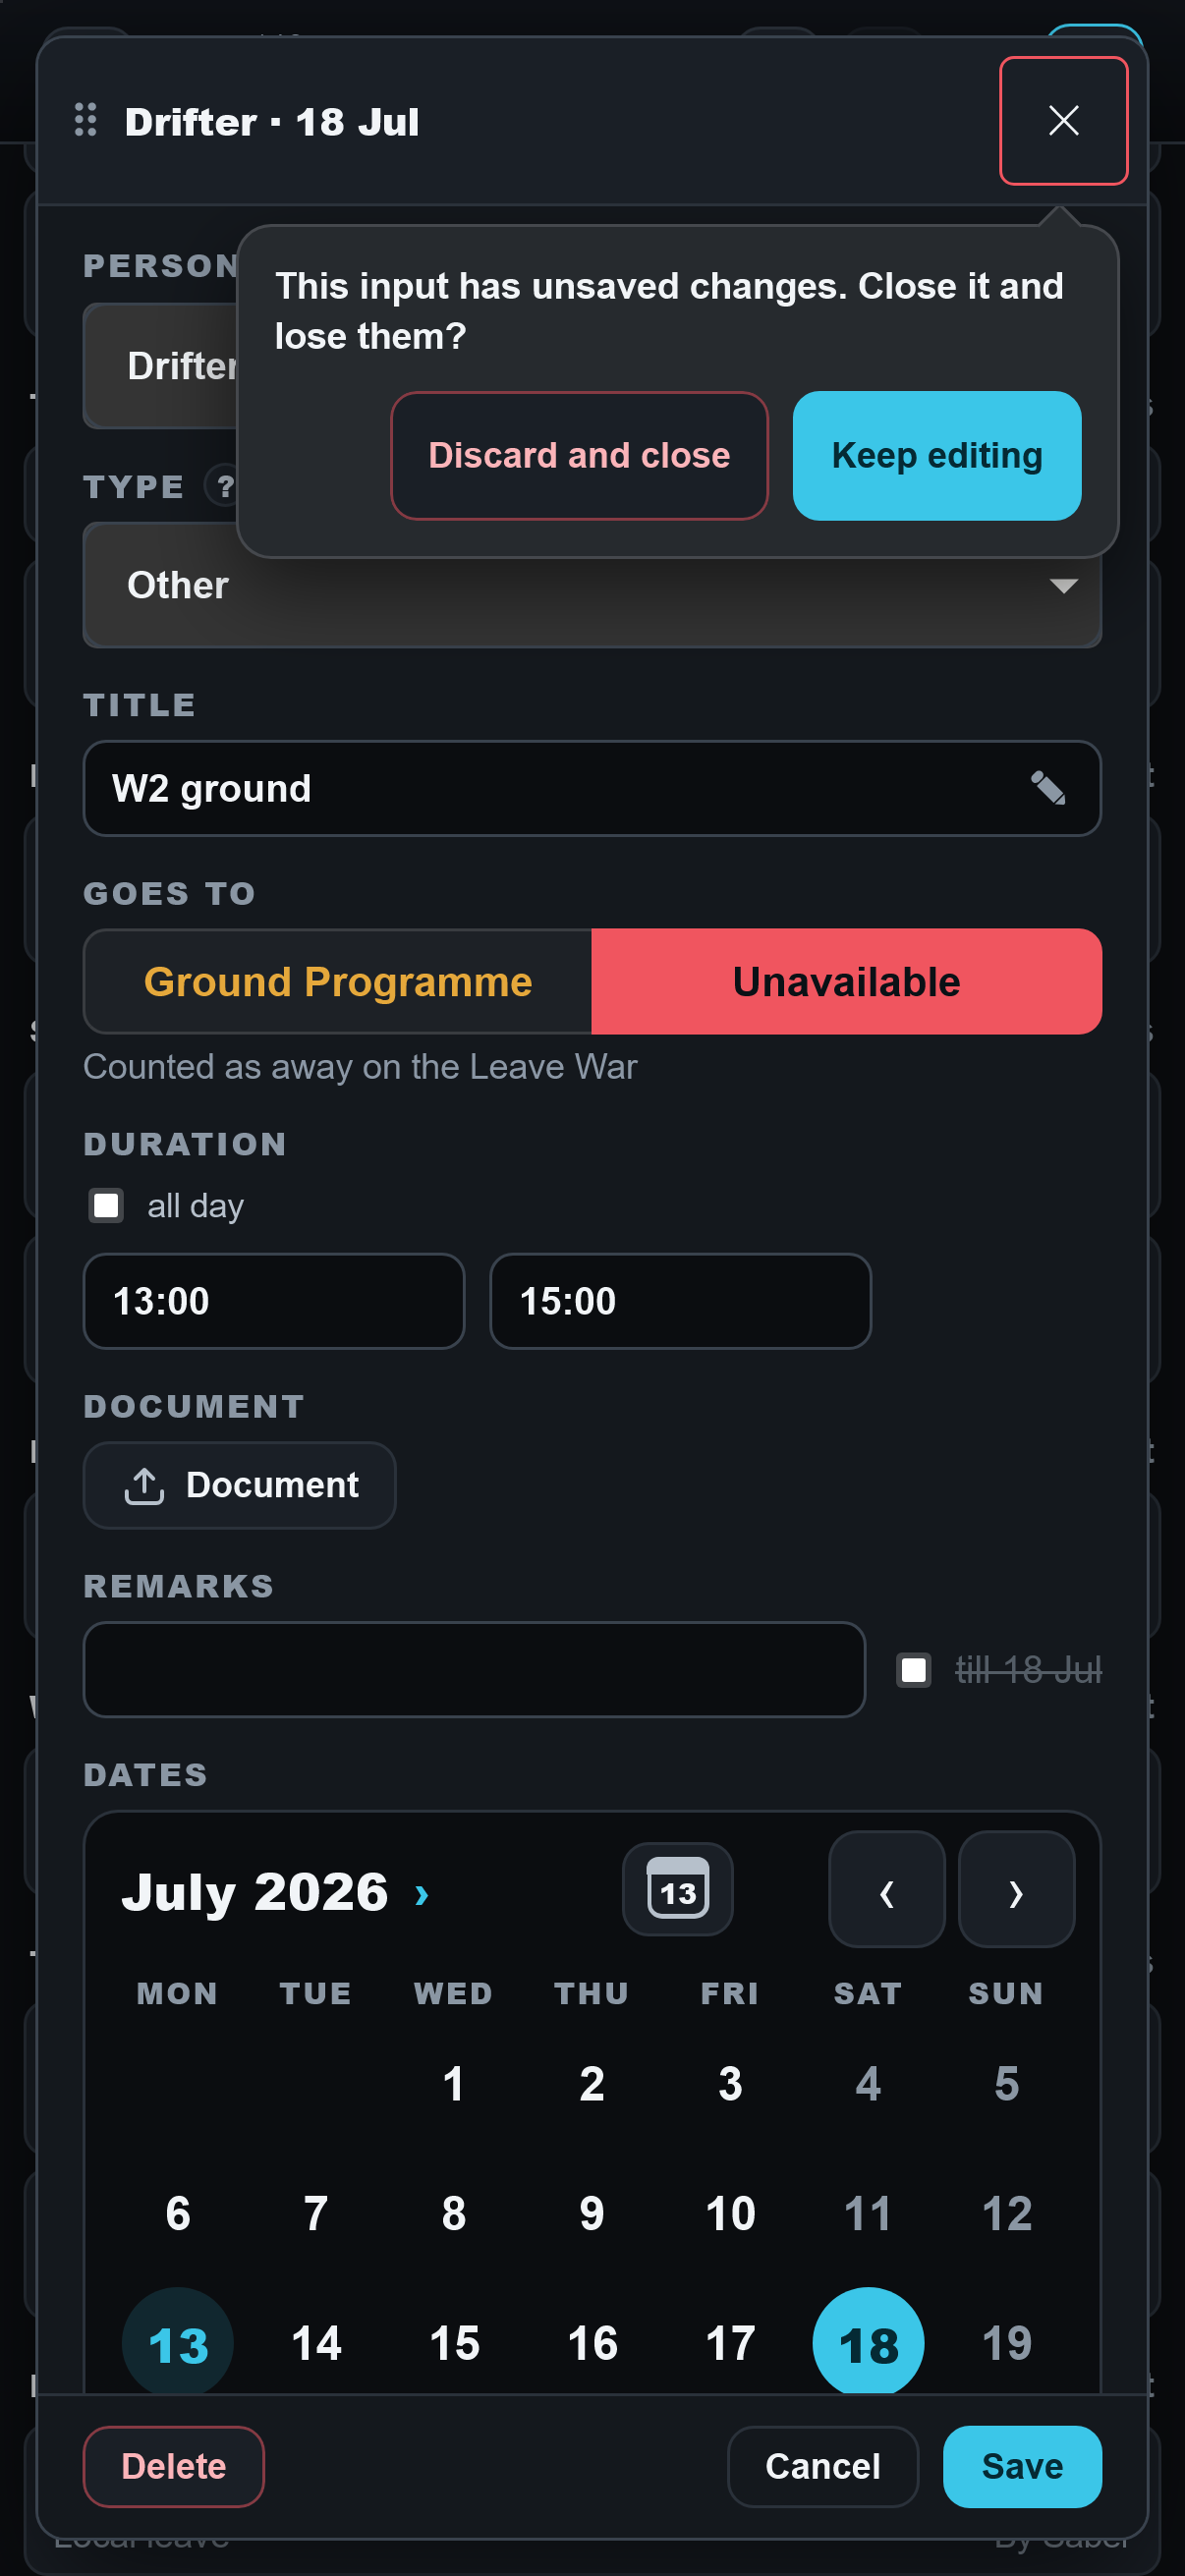 Drifter · 18 Jul
This input has unsaved changes. Close it and
lose them?
Discard and close
Keep editing
PERSON
Drifter
TYPE ?
Other
TITLE
W2 ground
GOES TO
Ground Programme
Unavailable
Counted as away on the Leave War
DURATION
all day
13:00 15:00
DOCUMENT
Document
REMARKS
till 18 Jul
DATES
July 2026 › 13 ‹ ›
MON TUE WED THU FRI SAT SUN
1 2 3 4 5
6 7 8 9 10 11 12
13 14 15 16 17 18 19
Delete Cancel Save
Local leave By Saber